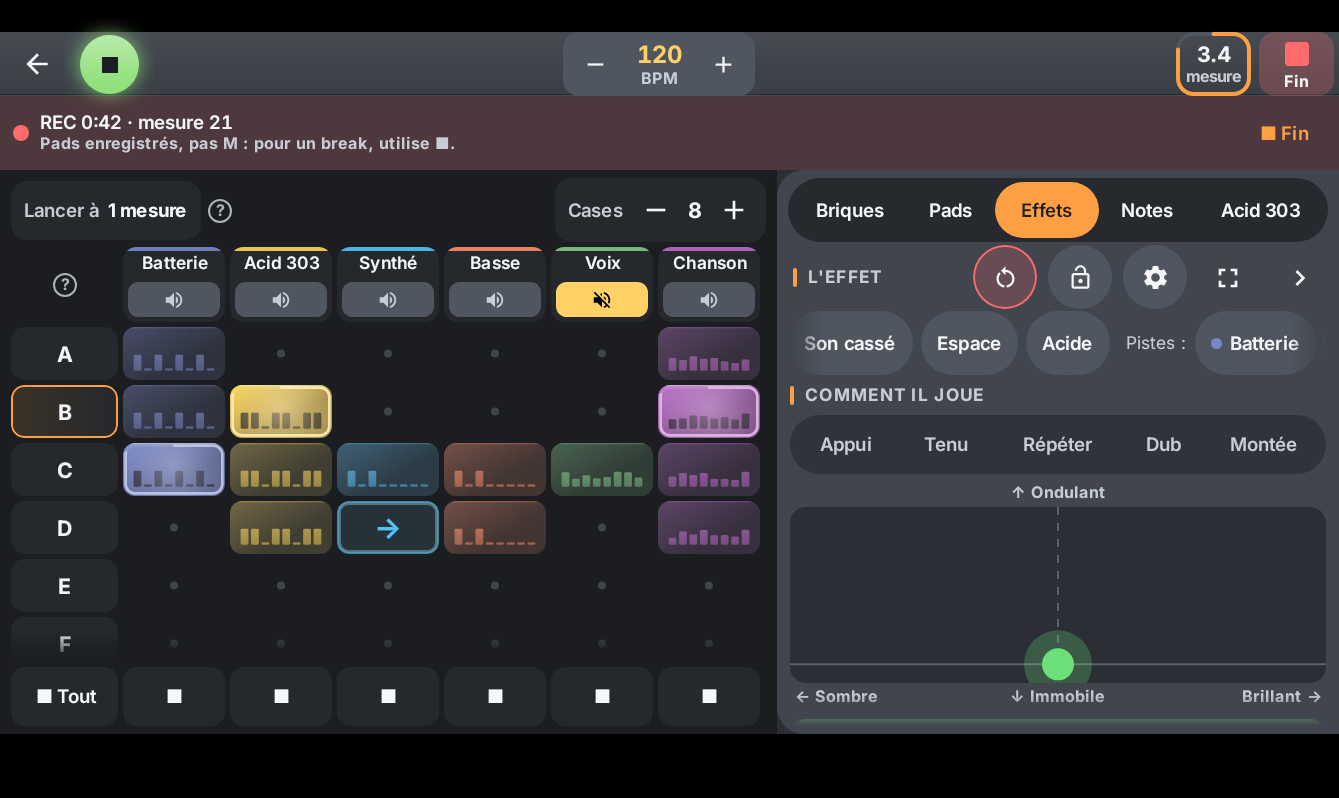 120
BPM
3.4
mesure
Fin
REC 0:42 · mesure 21
Pads enregistrés, pas M : pour un break, utilise ■.
■ Fin
Lancer à 1 mesure ?
Cases — 8 +
Briques Pads Effets Notes Acid 303
? Batterie Acid 303 Synthé Basse Voix Chanson
L'EFFET
Son cassé Espace Acide Pistes : Batterie
COMMENT IL JOUE
Appui Tenu Répéter Dub Montée
↑ Ondulant
← Sombre ↓ Immobile Brillant →
A
B
C
D
E
F
■ Tout